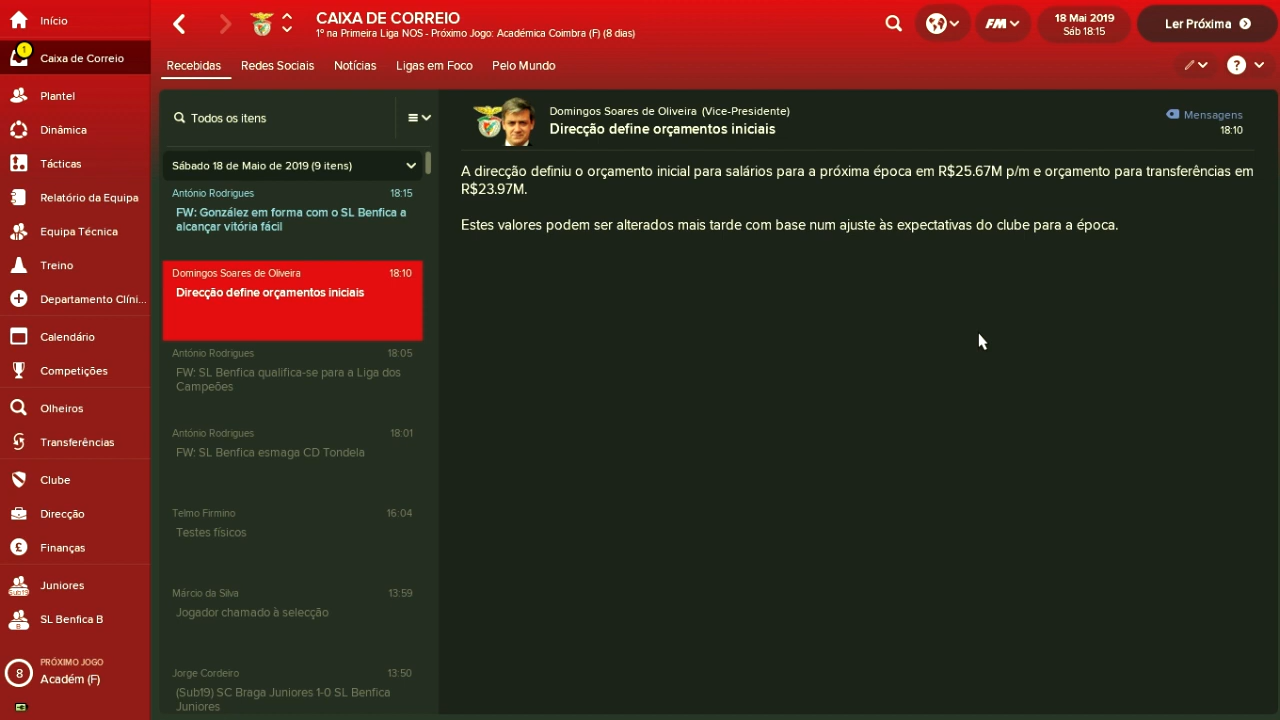 Início
1
Caixa de Correio
Plantel
Dinâmica
Tácticas
Relatório da Equipa
Equipa Técnica
Treino
Departamento Clíni...
Calendário
Competições
Olheiros
Transferências
Clube
Direcção
£
Finanças
Sub19
Juniores
B
SL Benfica B
PRÓXIMO JOGO
8
Académ (F)
CAIXA DE CORREIO
1º na Primeira Liga NOS - Próximo Jogo: Académica Coimbra (F) (8 dias)
FM
18 Mai 2019
Sáb 18:15
Ler Próxima
Recebidas
Redes Sociais
Notícias
Ligas em Foco
Pelo Mundo
?
Todos os itens
Sábado 18 de Maio de 2019 (9 itens)
António Rodrigues 18:15
FW: González em forma com o SL Benfica a
alcançar vitória fácil
Domingos Soares de Oliveira 18:10
Direcção define orçamentos iniciais
António Rodrigues 18:05
FW: SL Benfica qualifica-se para a Liga dos
Campeões
António Rodrigues 18:01
FW: SL Benfica esmaga CD Tondela
Telmo Firmino 16:04
Testes físicos
Márcio da Silva 13:59
Jogador chamado à selecção
Jorge Cordeiro 13:50
(Sub19) SC Braga Juniores 1-0 SL Benfica
Juniores
Domingos Soares de Oliveira (Vice-Presidente)
Direcção define orçamentos iniciais
Mensagens
18:10
A direcção definiu o orçamento inicial para salários para a próxima época em R$25.67M p/m e orçamento para transferências em
R$23.97M.
Estes valores podem ser alterados mais tarde com base num ajuste às expectativas do clube para a época.